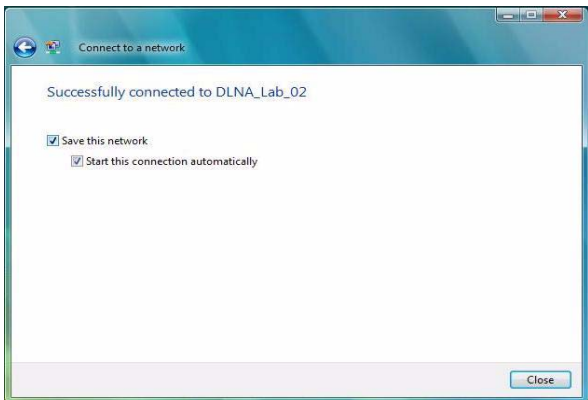 Connect to a network
Successfully connected to DLNA_Lab_02
Save this network
Start this connection automatically
Close